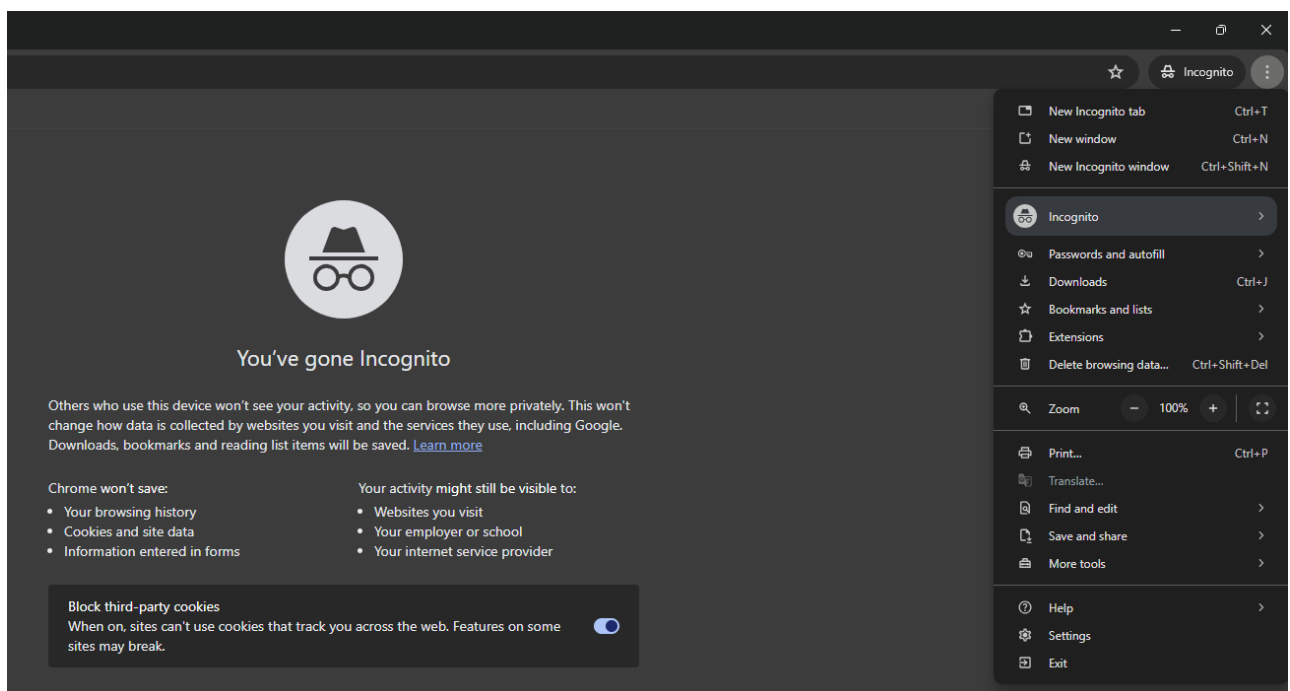 Incognito
New Incognito tab Ctrl+T
New window Ctrl+N
New Incognito window Ctrl+Shift+N
Incognito
Passwords and autofill
Downloads Ctrl+J
Bookmarks and lists
Extensions
Delete browsing data... Ctrl+Shift+Del
Zoom − 100% +
Print... Ctrl+P
Translate...
Find and edit
Save and share
More tools
Help
Settings
Exit
You've gone Incognito
Others who use this device won't see your activity, so you can browse more privately. This won't
change how data is collected by websites you visit and the services they use, including Google.
Downloads, bookmarks and reading list items will be saved. Learn more
Chrome won't save:
• Your browsing history
• Cookies and site data
• Information entered in forms
Your activity might still be visible to:
• Websites you visit
• Your employer or school
• Your internet service provider
Block third-party cookies
When on, sites can't use cookies that track you across the web. Features on some
sites may break.